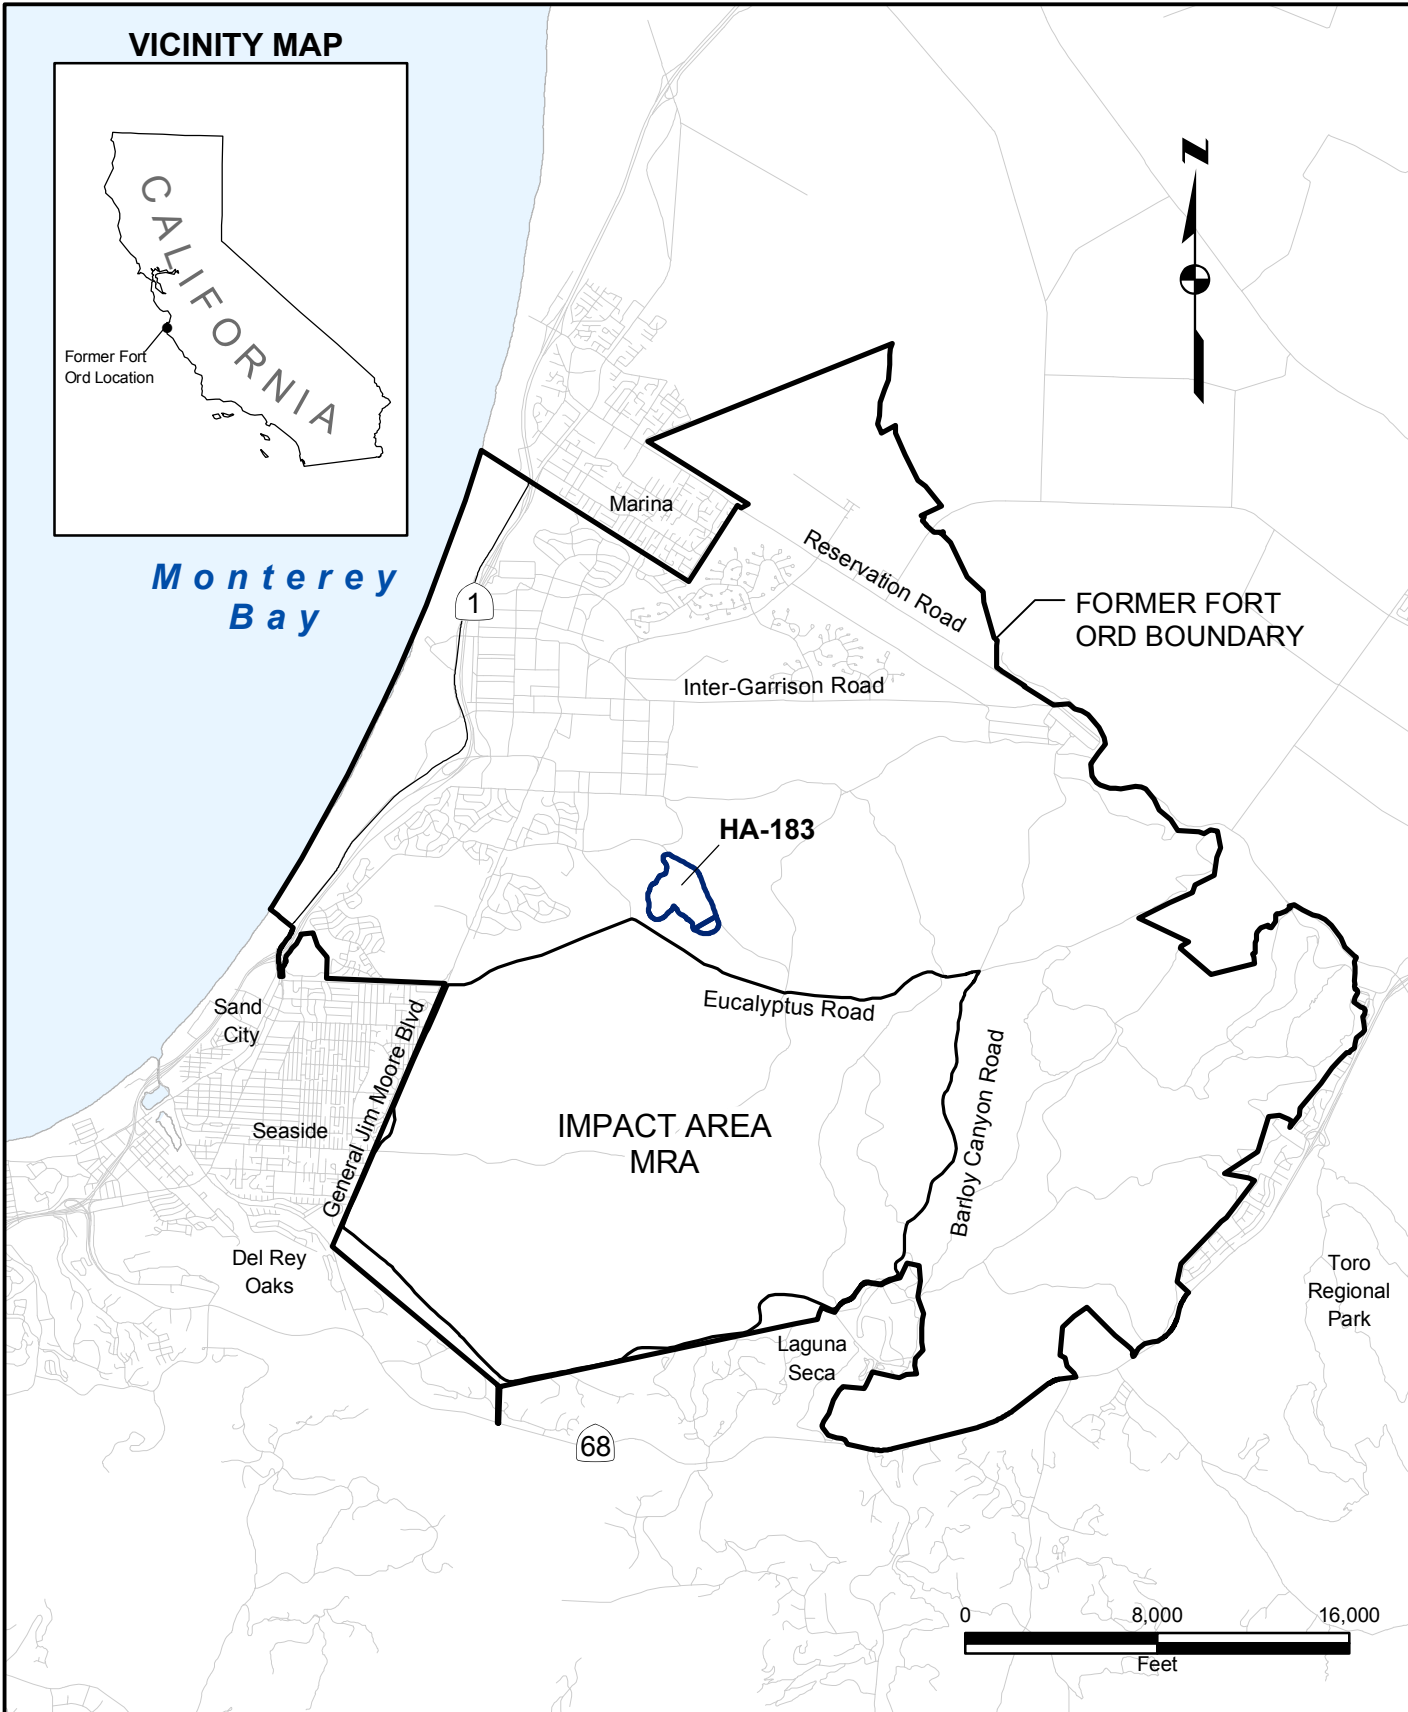 VICINITY MAP
CALIFORNIA
Former Fort
Ord Location
N
Monterey
Bay
Marina
1
Reservation Road
FORMER FORT
ORD BOUNDARY
Inter-Garrison Road
HA-183
Sand
City
General Jim Moore Blvd
Eucalyptus Road
Seaside
IMPACT AREA
MRA
Barloy Canyon Road
Del Rey
Oaks
Toro
Regional
Park
Laguna
Seca
68
0 8,000 16,000
Feet